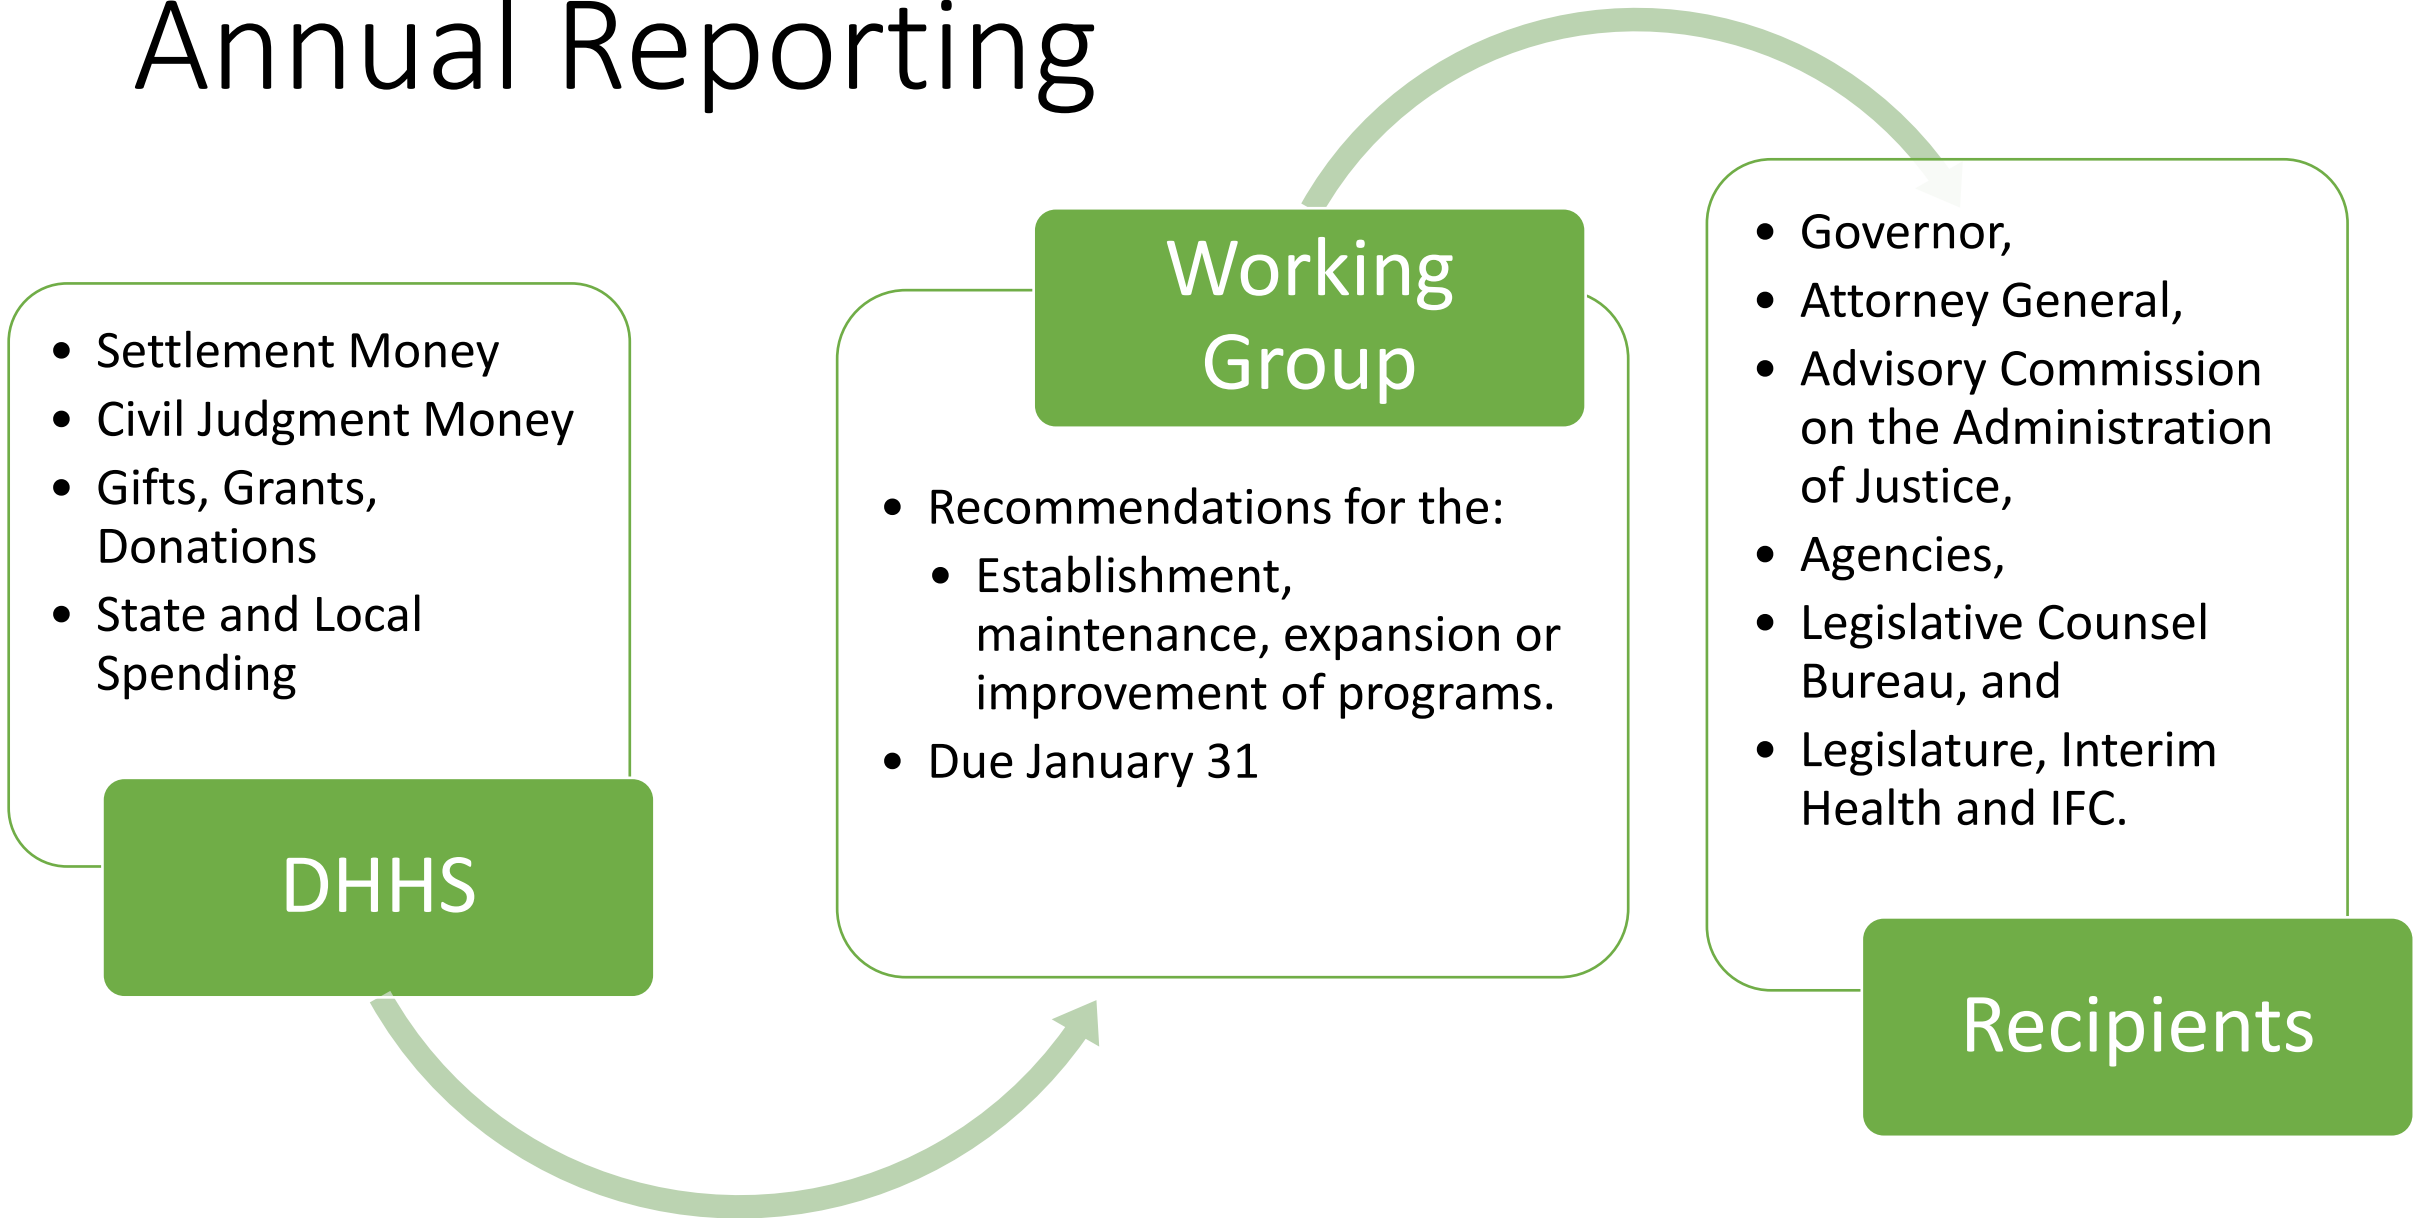 Annual Reporting
• Settlement Money
• Civil Judgment Money
• Gifts, Grants,
Donations
• State and Local
Spending
DHHS
Working
Group
• Recommendations for the:
• Establishment,
maintenance, expansion or
improvement of programs.
• Due January 31
• Governor,
• Attorney General,
• Advisory Commission
on the Administration
of Justice,
• Agencies,
• Legislative Counsel
Bureau, and
• Legislature, Interim
Health and IFC.
Recipients